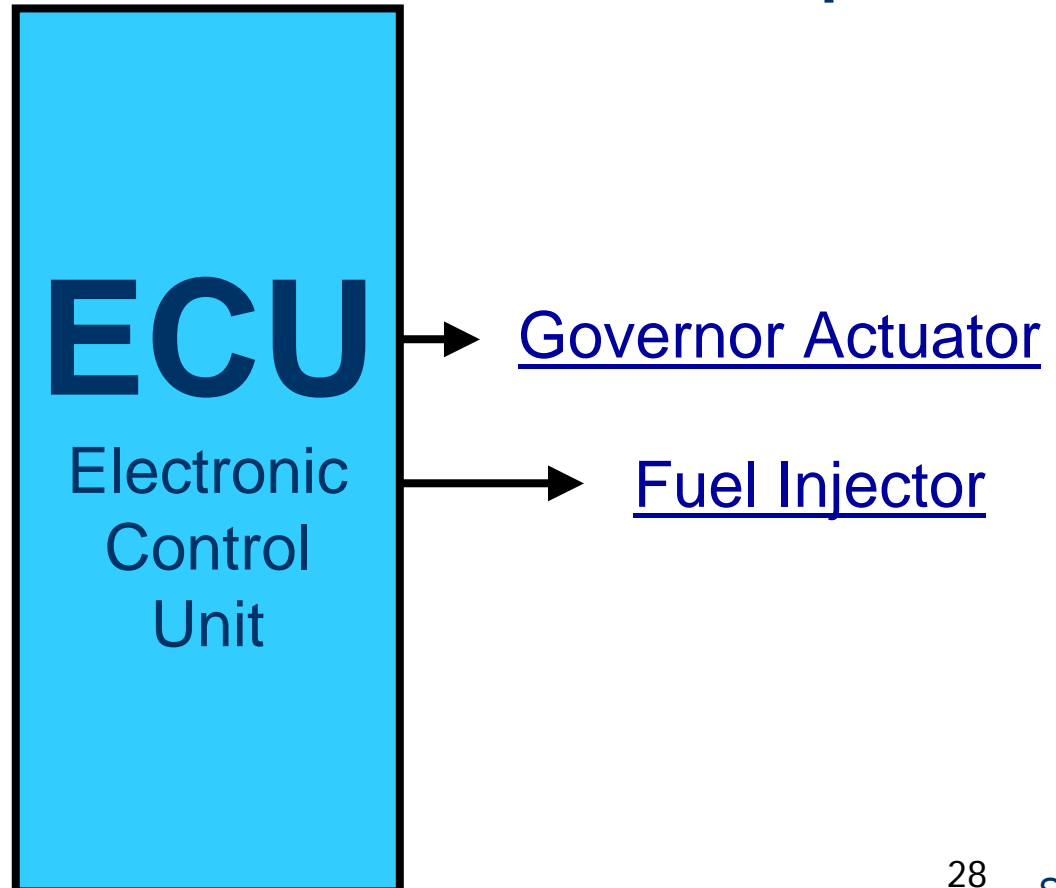 ECU
Electronic
Control
Unit
Governor Actuator
Fuel Injector
28